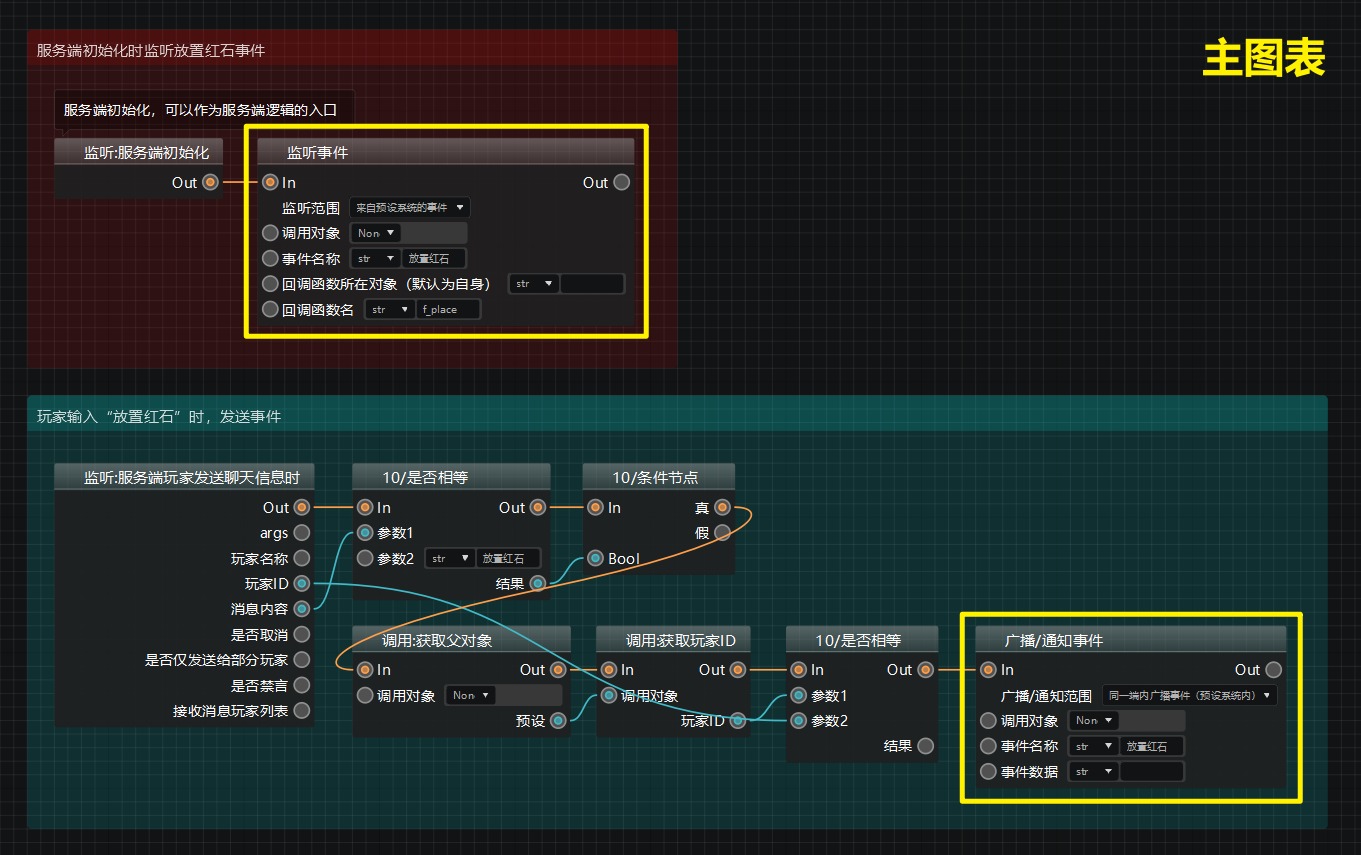 主图表
服务端初始化时监听放置红石事件
服务端初始化，可以作为服务端逻辑的入口
监听:服务端初始化
Out
监听事件
In Out
监听范围 来自预设系统的事件
调用对象 Non
事件名称 str 放置红石
回调函数所在对象（默认为自身） str
回调函数名 str f_place
玩家输入“放置红石”时，发送事件
监听:服务端玩家发送聊天信息时
Out
args
玩家名称
玩家ID
消息内容
是否取消
是否仅发送给部分玩家
是否禁言
接收消息玩家列表
10/是否相等
In Out
参数1
参数2 str 放置红石
结果
10/条件节点
In 真
假
Bool
调用:获取父对象
In Out
调用对象 Non
预设
调用:获取玩家ID
In Out
调用对象
玩家ID
10/是否相等
In Out
参数1
参数2
结果
广播/通知事件
In Out
广播/通知范围 同一端内广播事件（预设系统内）
调用对象 Non
事件名称 str 放置红石
事件数据 str